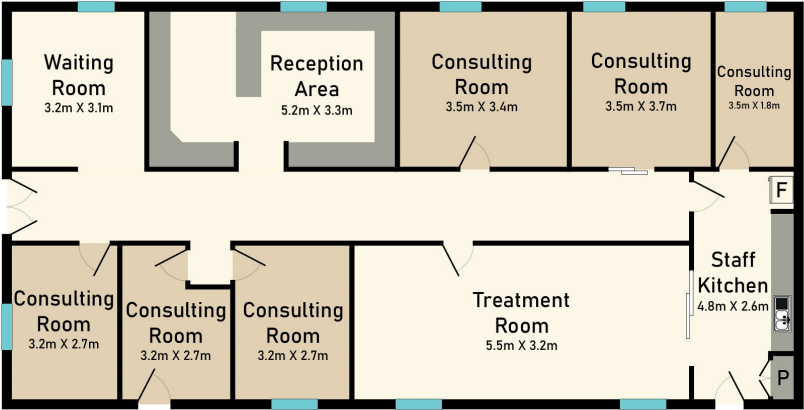 Waiting
Room
3.2m X 3.1m
Reception
Area
5.2m X 3.3m
Consulting
Room
3.5m X 3.4m
Consulting
Room
3.5m X 3.7m
Consulting
Room
3.5m X 1.8m
F
Consulting
Room
3.2m X 2.7m
Consulting
Room
3.2m X 2.7m
Consulting
Room
3.2m X 2.7m
Treatment
Room
5.5m X 3.2m
Staff
Kitchen
4.8m X 2.6m
P